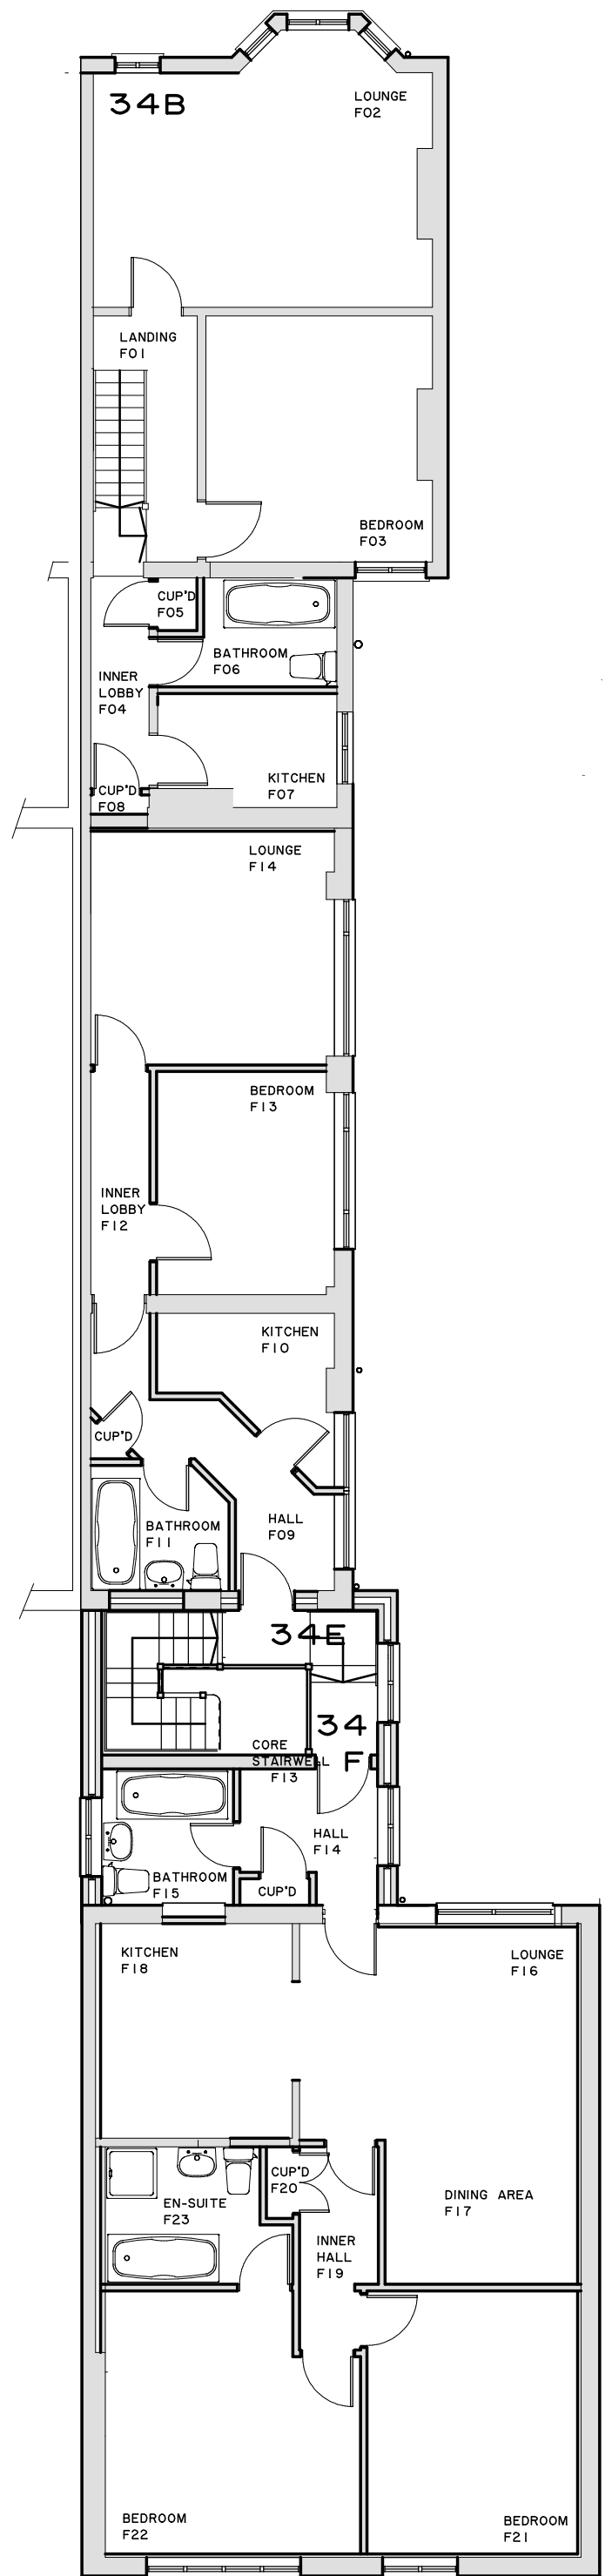 34B
LOUNGE
F02
LANDING
F01
BEDROOM
F03
CUP'D
F05
BATHROOM
F06
INNER
LOBBY
F04
KITCHEN
F07
CUP'D
F08
LOUNGE
F14
BEDROOM
F13
INNER
LOBBY
F12
KITCHEN
F10
CUP'D
BATHROOM
F11
HALL
F09
34E
34
F
CORE
STAIRWELL
F13
HALL
F14
BATHROOM
F15
CUP'D
KITCHEN
F18
LOUNGE
F16
CUP'D
F20
EN-SUITE
F23
DINING AREA
F17
INNER
HALL
F19
BEDROOM
F22
BEDROOM
F21